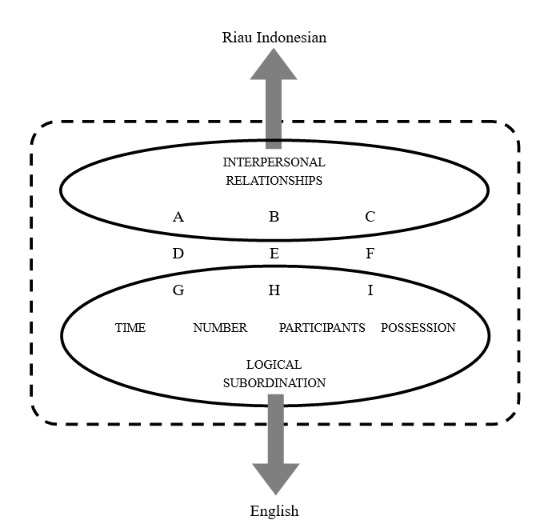 Riau Indonesian
INTERPERSONAL
RELATIONSHIPS
A B C
D E F
G H I
TIME NUMBER PARTICIPANTS POSSESSION
LOGICAL
SUBORDINATION
English